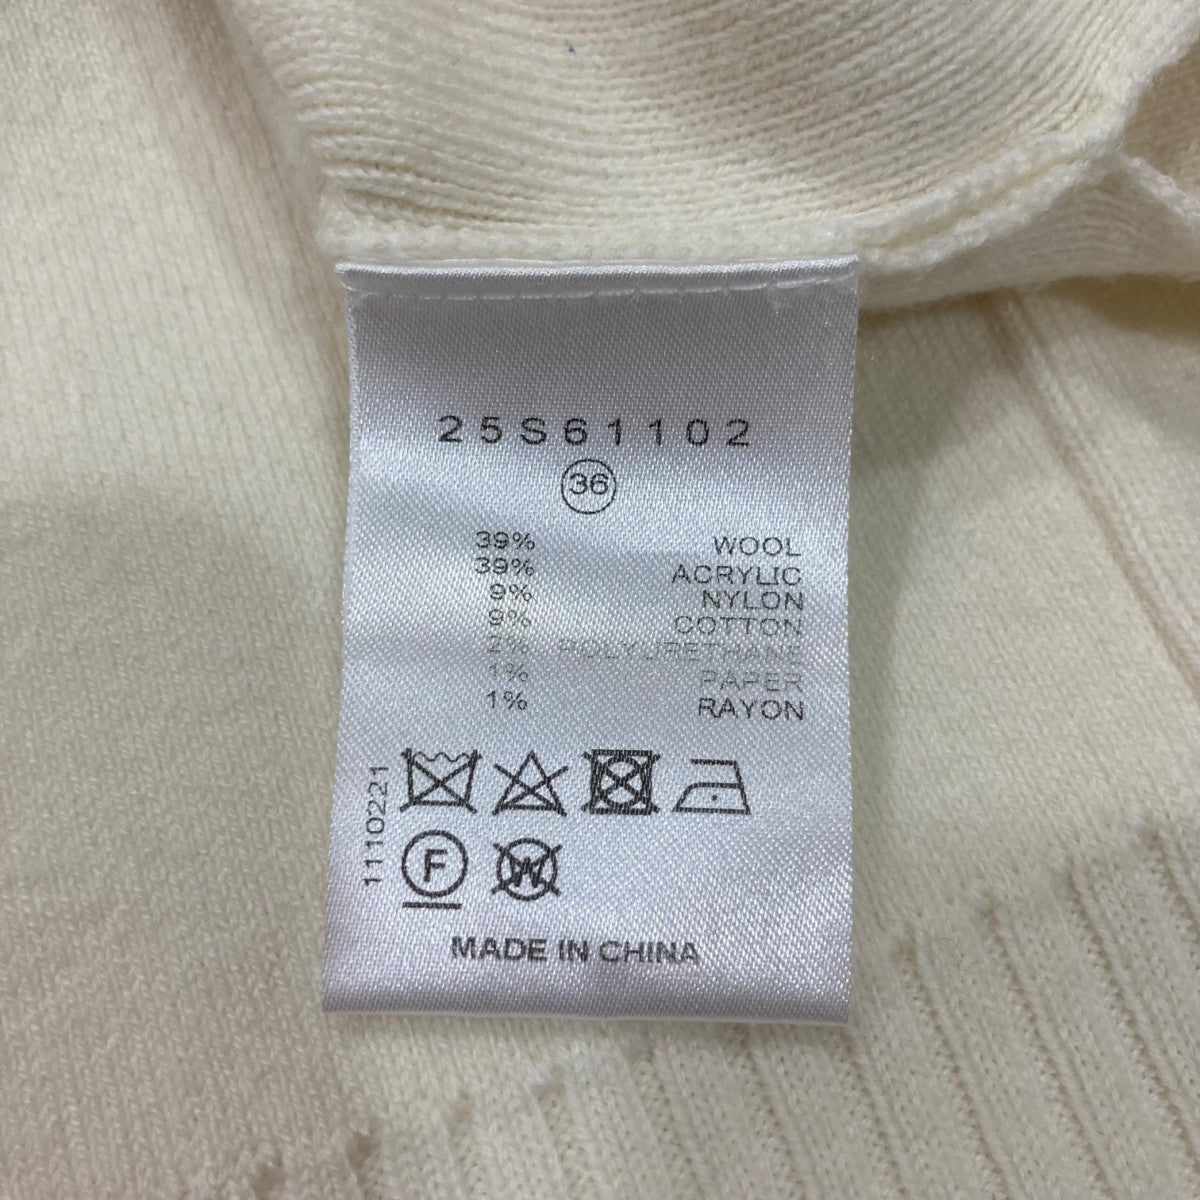 25S61102
36
39% WOOL
39% ACRYLIC
9% NYLON
9% COTTON
2% POLYURETHANE
1% PAPER
1% RAYON
1110221
F
W
MADE IN CHINA